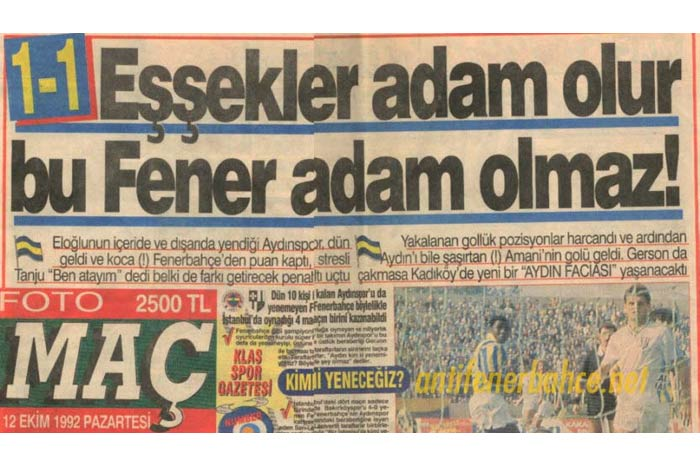 1-1
Eşşekler adam olur
bu Fener adam olmaz!
Eloğlunun içeride ve dışarıda yendiği Aydınspor, dün
geldi ve koca (!) Fenerbahçe'den puan kaptı, stresli
Tanju "Ben atayım" dedi belki de farkı getirecek penaltı uçtu
Yakalanan gollük pozisyonlar harcandı ve ardından
Aydın'ı bile şaşırtan (!) Amani'nin golü geldi. Gerson da
çakmasa Kadıköy'de yeni bir "AYDIN FACİASI" yaşanacaktı
FOTO 2500 TL
MAÇ
12 EKİM 1992 PAZARTESİ
Dün 10 kişi kalan Aydınspor'u da
yenemeyen Fenerbahçe böylelikle
İstanbul'da oynadığı 4 maçın birini kazanabildi
KLAS
SPOR
GAZETESİ
NUMBER
KİMİ YENECEĞİZ?
antifenerbahce.net